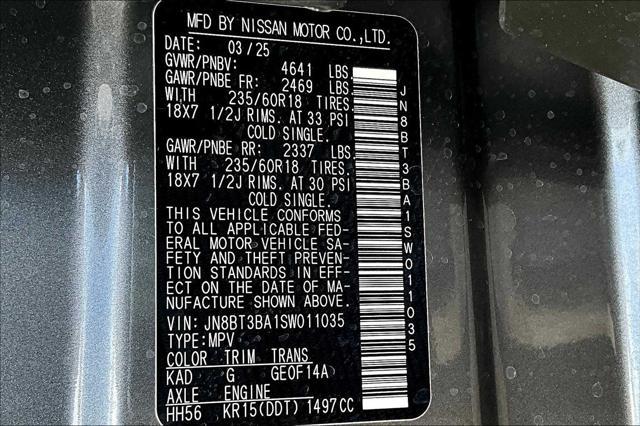 MFD BY NISSAN MOTOR CO.,LTD.
DATE: 03/25
GVWR/PNBV: 4641 LBS.
GAWR/PNBE FR: 2469 LBS.
WITH 235/60R18 TIRES.
18X7 1/2J RIMS. AT 33 PSI
COLD SINGLE.
GAWR/PNBE RR: 2337 LBS.
WITH 235/60R18 TIRES.
18X7 1/2J RIMS. AT 30 PSI
COLD SINGLE.
THIS VEHICLE CONFORMS
TO ALL APPLICABLE FED-
ERAL MOTOR VEHICLE SA-
FETY AND THEFT PREVEN-
TION STANDARDS IN EFF-
ECT ON THE DATE OF MA-
NUFACTURE SHOWN ABOVE.
VIN: JN8BT3BA1SW011035
TYPE: MPV
COLOR TRIM TRANS
KAD G GEOF14A
AXLE ENGINE
HH56 KR15(DDT) 1497CC
JN8BT3BA1SW011035